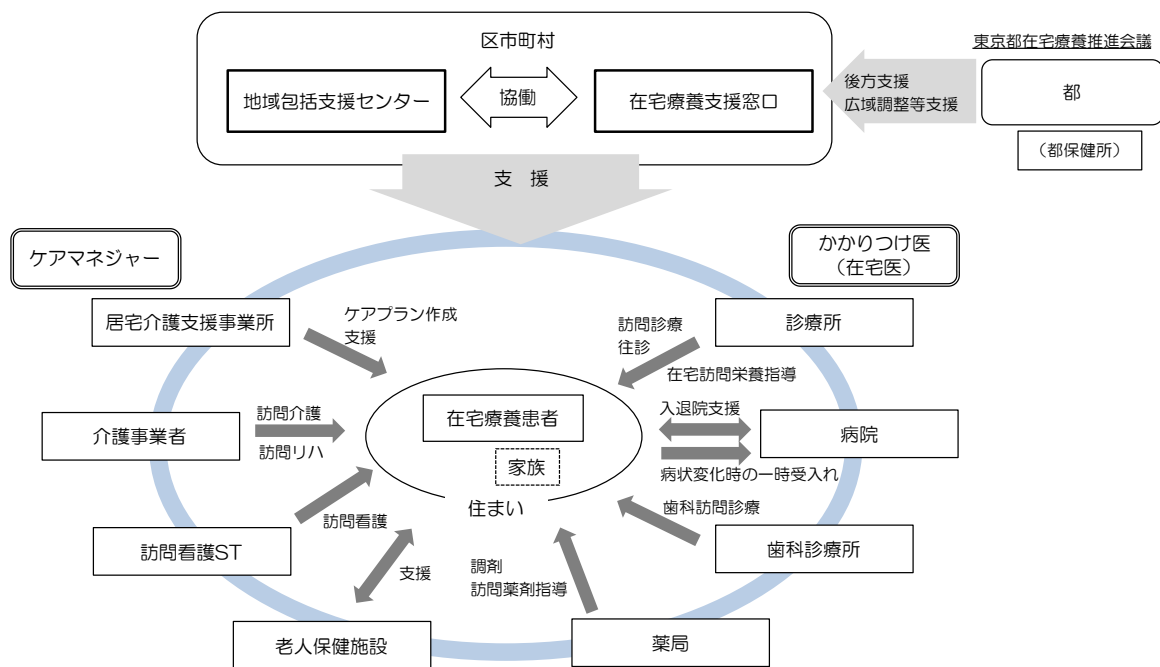 区市町村
東京都在宅療養推進会議
地域包括支援センター
協働
在宅療養支援窓口
後方支援
広域調整等支援
都
(都保健所)
支 援
ケアマネジャー
かかりつけ医
(在宅医)
居宅介護支援事業所
ケアプラン作成
支援
訪問診療
往診
診療所
在宅訪問栄養指導
介護事業者
訪問介護
訪問リハ
在宅療養患者
家族
住まい
入退院支援
病院
病状変化時の一時受入れ
訪問看護ST
訪問看護
歯科訪問診療
歯科診療所
支援
老人保健施設
調剤
訪問薬剤指導
薬局